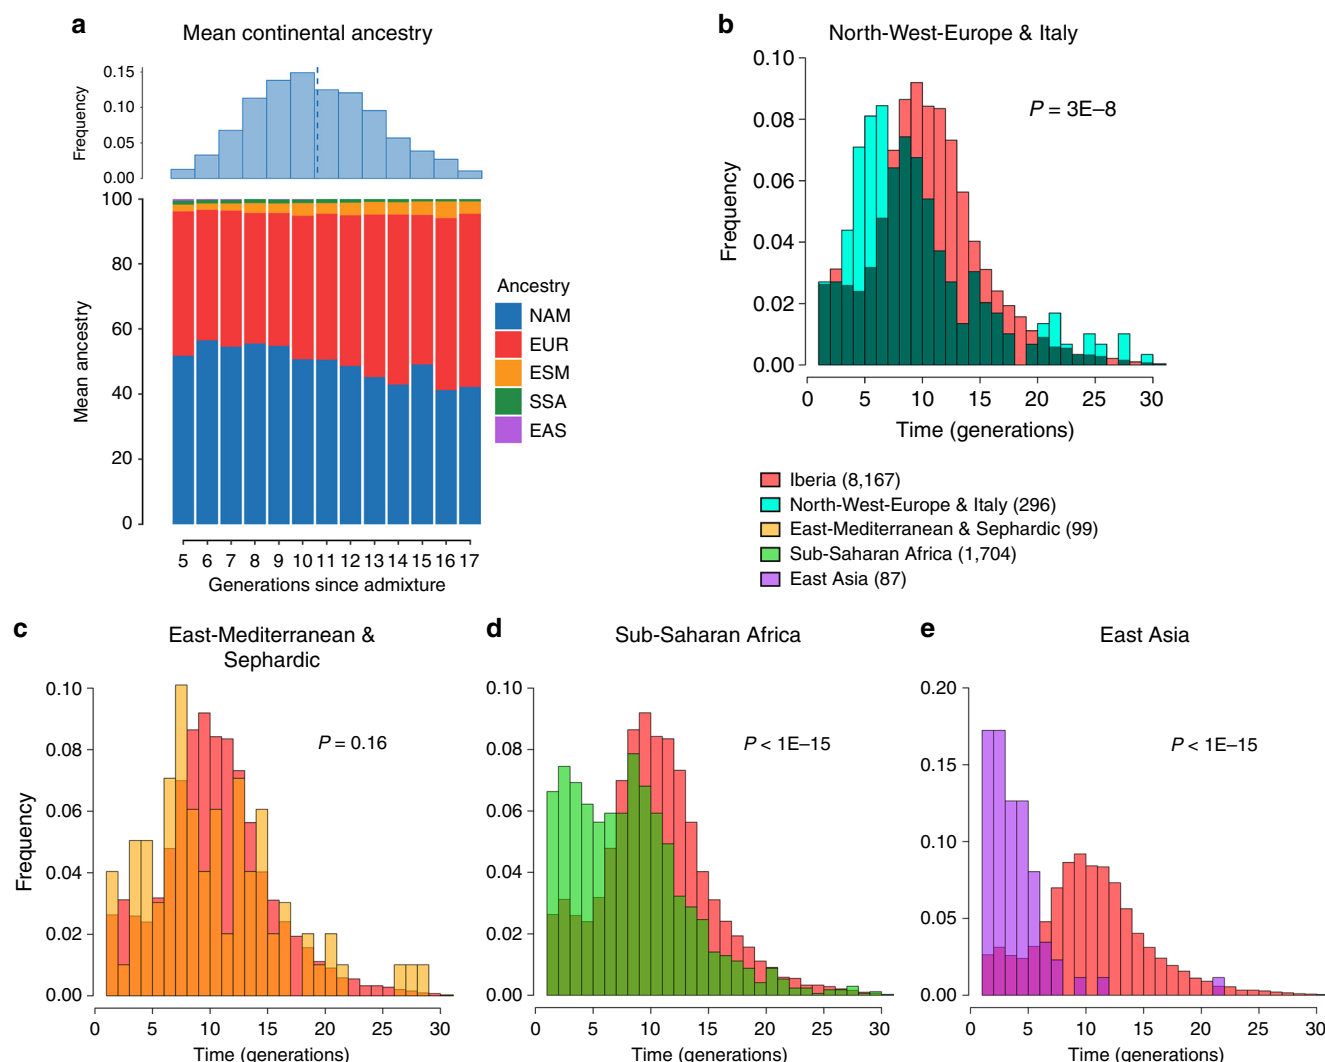 a
Mean continental ancestry
Frequency
0.15
0.10
0.05
0.00
Mean ancestry
100
80
60
40
20
0
5 6 7 8 9 10 11 12 13 14 15 16 17
Generations since admixture
Ancestry
NAM
EUR
ESM
SSA
EAS
b
North-West-Europe & Italy
P = 3E–8
Frequency
0.10
0.08
0.06
0.04
0.02
0.00
0 5 10 15 20 25 30
Time (generations)
Iberia (8,167)
North-West-Europe & Italy (296)
East-Mediterranean & Sephardic (99)
Sub-Saharan Africa (1,704)
East Asia (87)
c
East-Mediterranean &
Sephardic
P = 0.16
Frequency
0.10
0.08
0.06
0.04
0.02
0.00
0 5 10 15 20 25 30
Time (generations)
d
Sub-Saharan Africa
P < 1E–15
0.10
0.08
0.06
0.04
0.02
0.00
0 5 10 15 20 25 30
Time (generations)
e
East Asia
P < 1E–15
0.20
0.15
0.10
0.05
0.00
0 5 10 15 20 25 30
Time (generations)